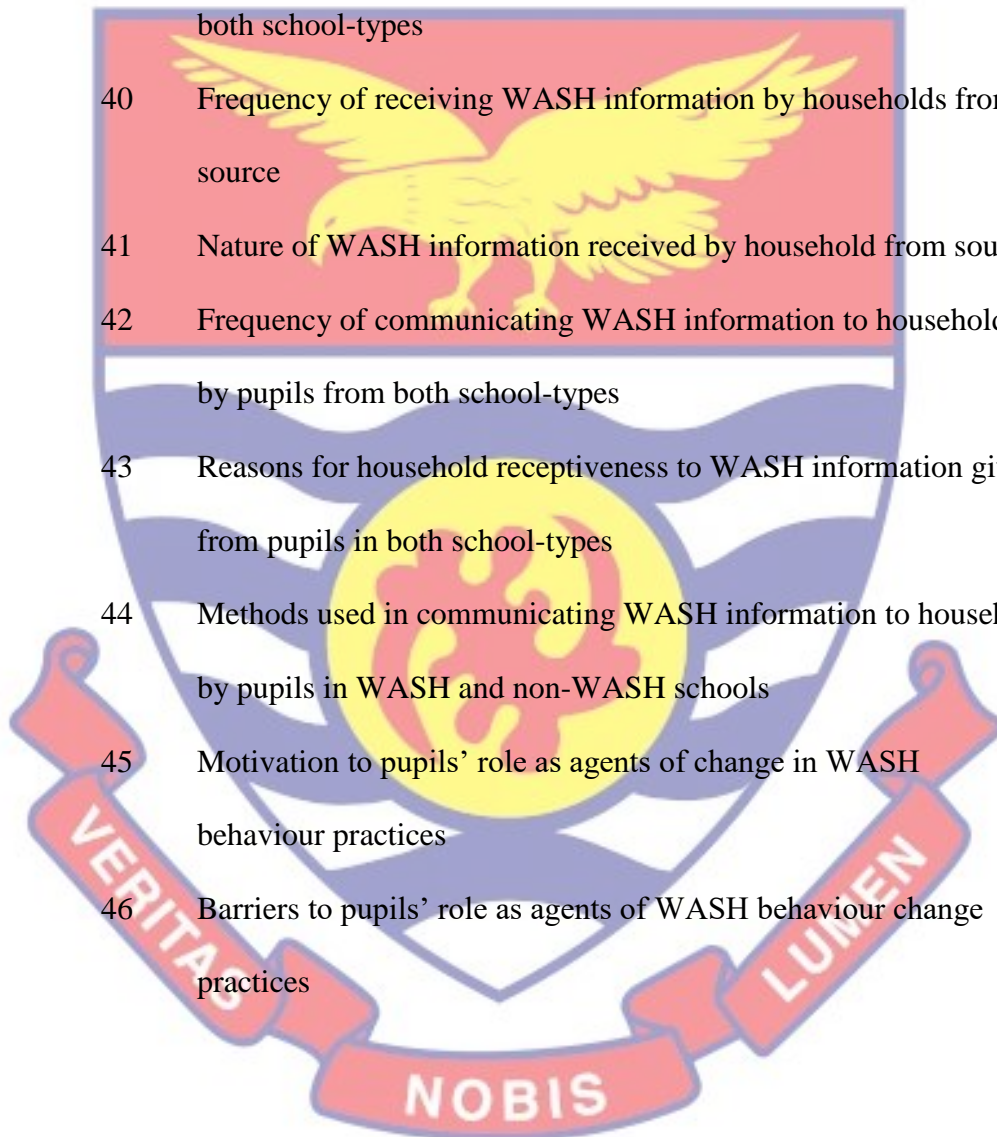 both school-types
40 Frequency of receiving WASH information by households from
source
41 Nature of WASH information received by household from
42 Frequency of communicating WASH information to
by pupils from both school-types
43 Reasons for household receptiveness to WASH information
from pupils in both school-types
44 Methods used in communicating WASH information to
by pupils in WASH and non-WASH schools
45 Motivation to pupils’ role as agents of change in WASH
behaviour practices
46 Barriers to pupils’ role as agents of WASH behaviour change
practices
VERITAS
NOBIS
LUMEN